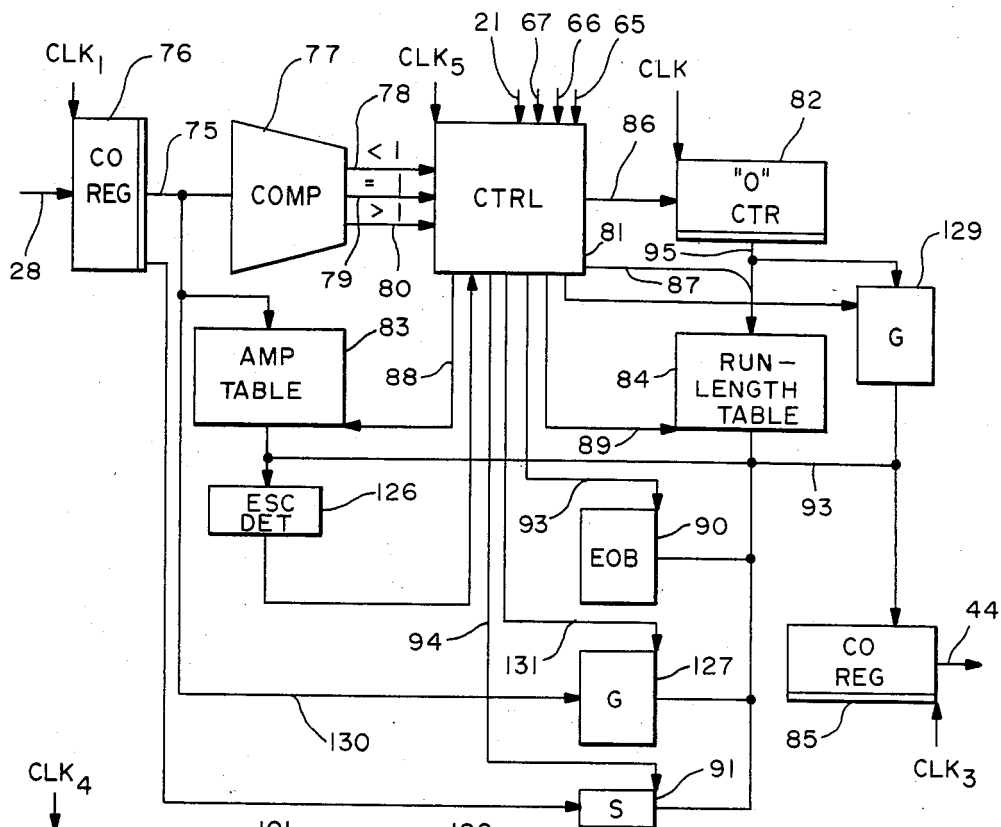 CLK1
76
77
CLK5
21
67
66
65
CLK
82
78
75
86
CO
REG
COMP
< 1
= 1
> 1
CTRL
"0"
CTR
28
79
80
81
95
87
129
83
AMP
TABLE
88
84
RUN-
LENGTH
TABLE
G
89
126
ESC
DET
93
93
90
EOB
94
131
127
G
CO
REG
44
130
85
CLK4
91
S
CLK3